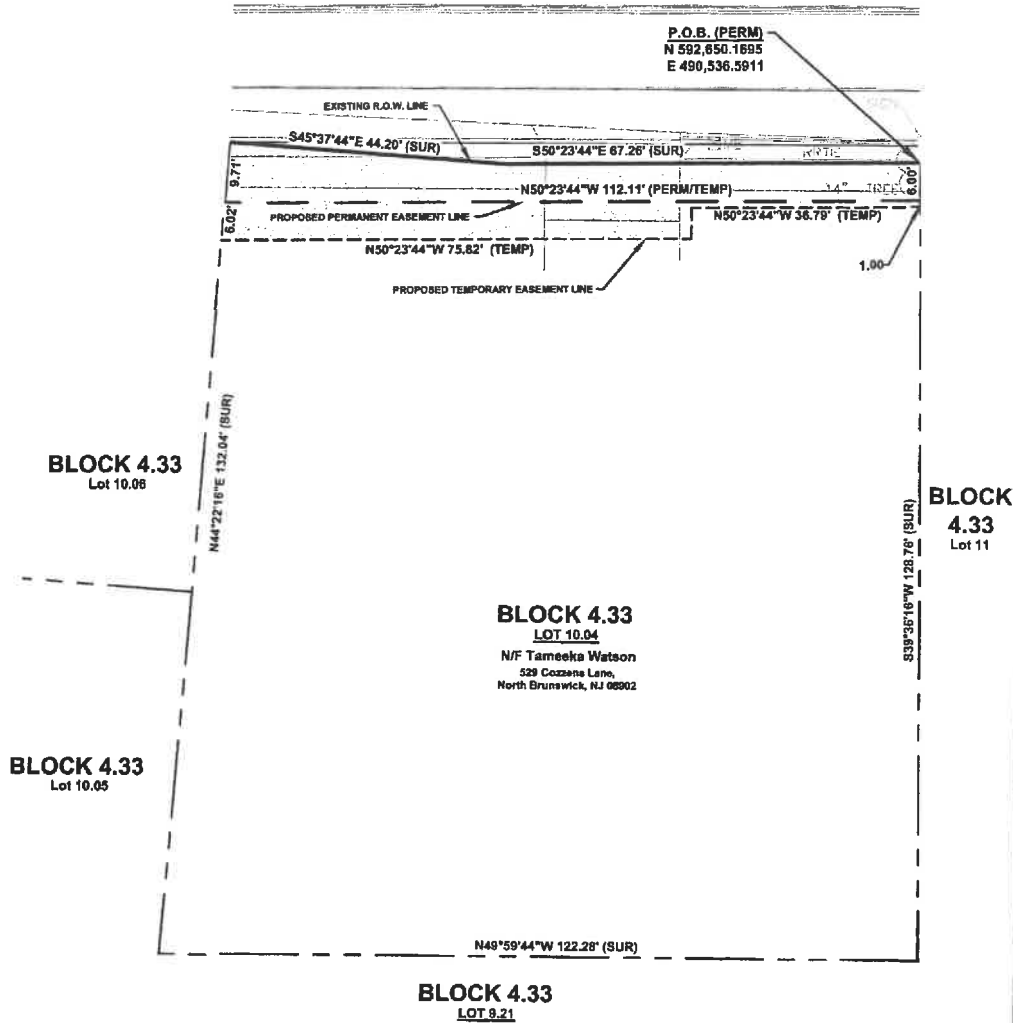 P.O.B. (PERM)
N 592,650.1695
E 490,536.5911
EXISTING R.O.W. LINE
S45°37'44"E 44.20' (SUR)
S50°23'44"E 67.26' (SUR)
9.71'
6.00'
N50°23'44"W 112.11' (PERM/TEMP)
14" TREE
6.02'
PROPOSED PERMANENT EASEMENT LINE
N50°23'44"W 36.79' (TEMP)
N50°23'44"W 75.82' (TEMP)
1.00
PROPOSED TEMPORARY EASEMENT LINE
N44°22'16"E 132.04' (SUR)
BLOCK 4.33
Lot 10.06
BLOCK
4.33
Lot 11
S39°36'16"W 128.76' (SUR)
BLOCK 4.33
LOT 10.04
N/F Tameeka Watson
529 Cozzens Lane,
North Brunswick, NJ 08902
BLOCK 4.33
Lot 10.05
N49°59'44"W 122.28' (SUR)
BLOCK 4.33
LOT 9.21